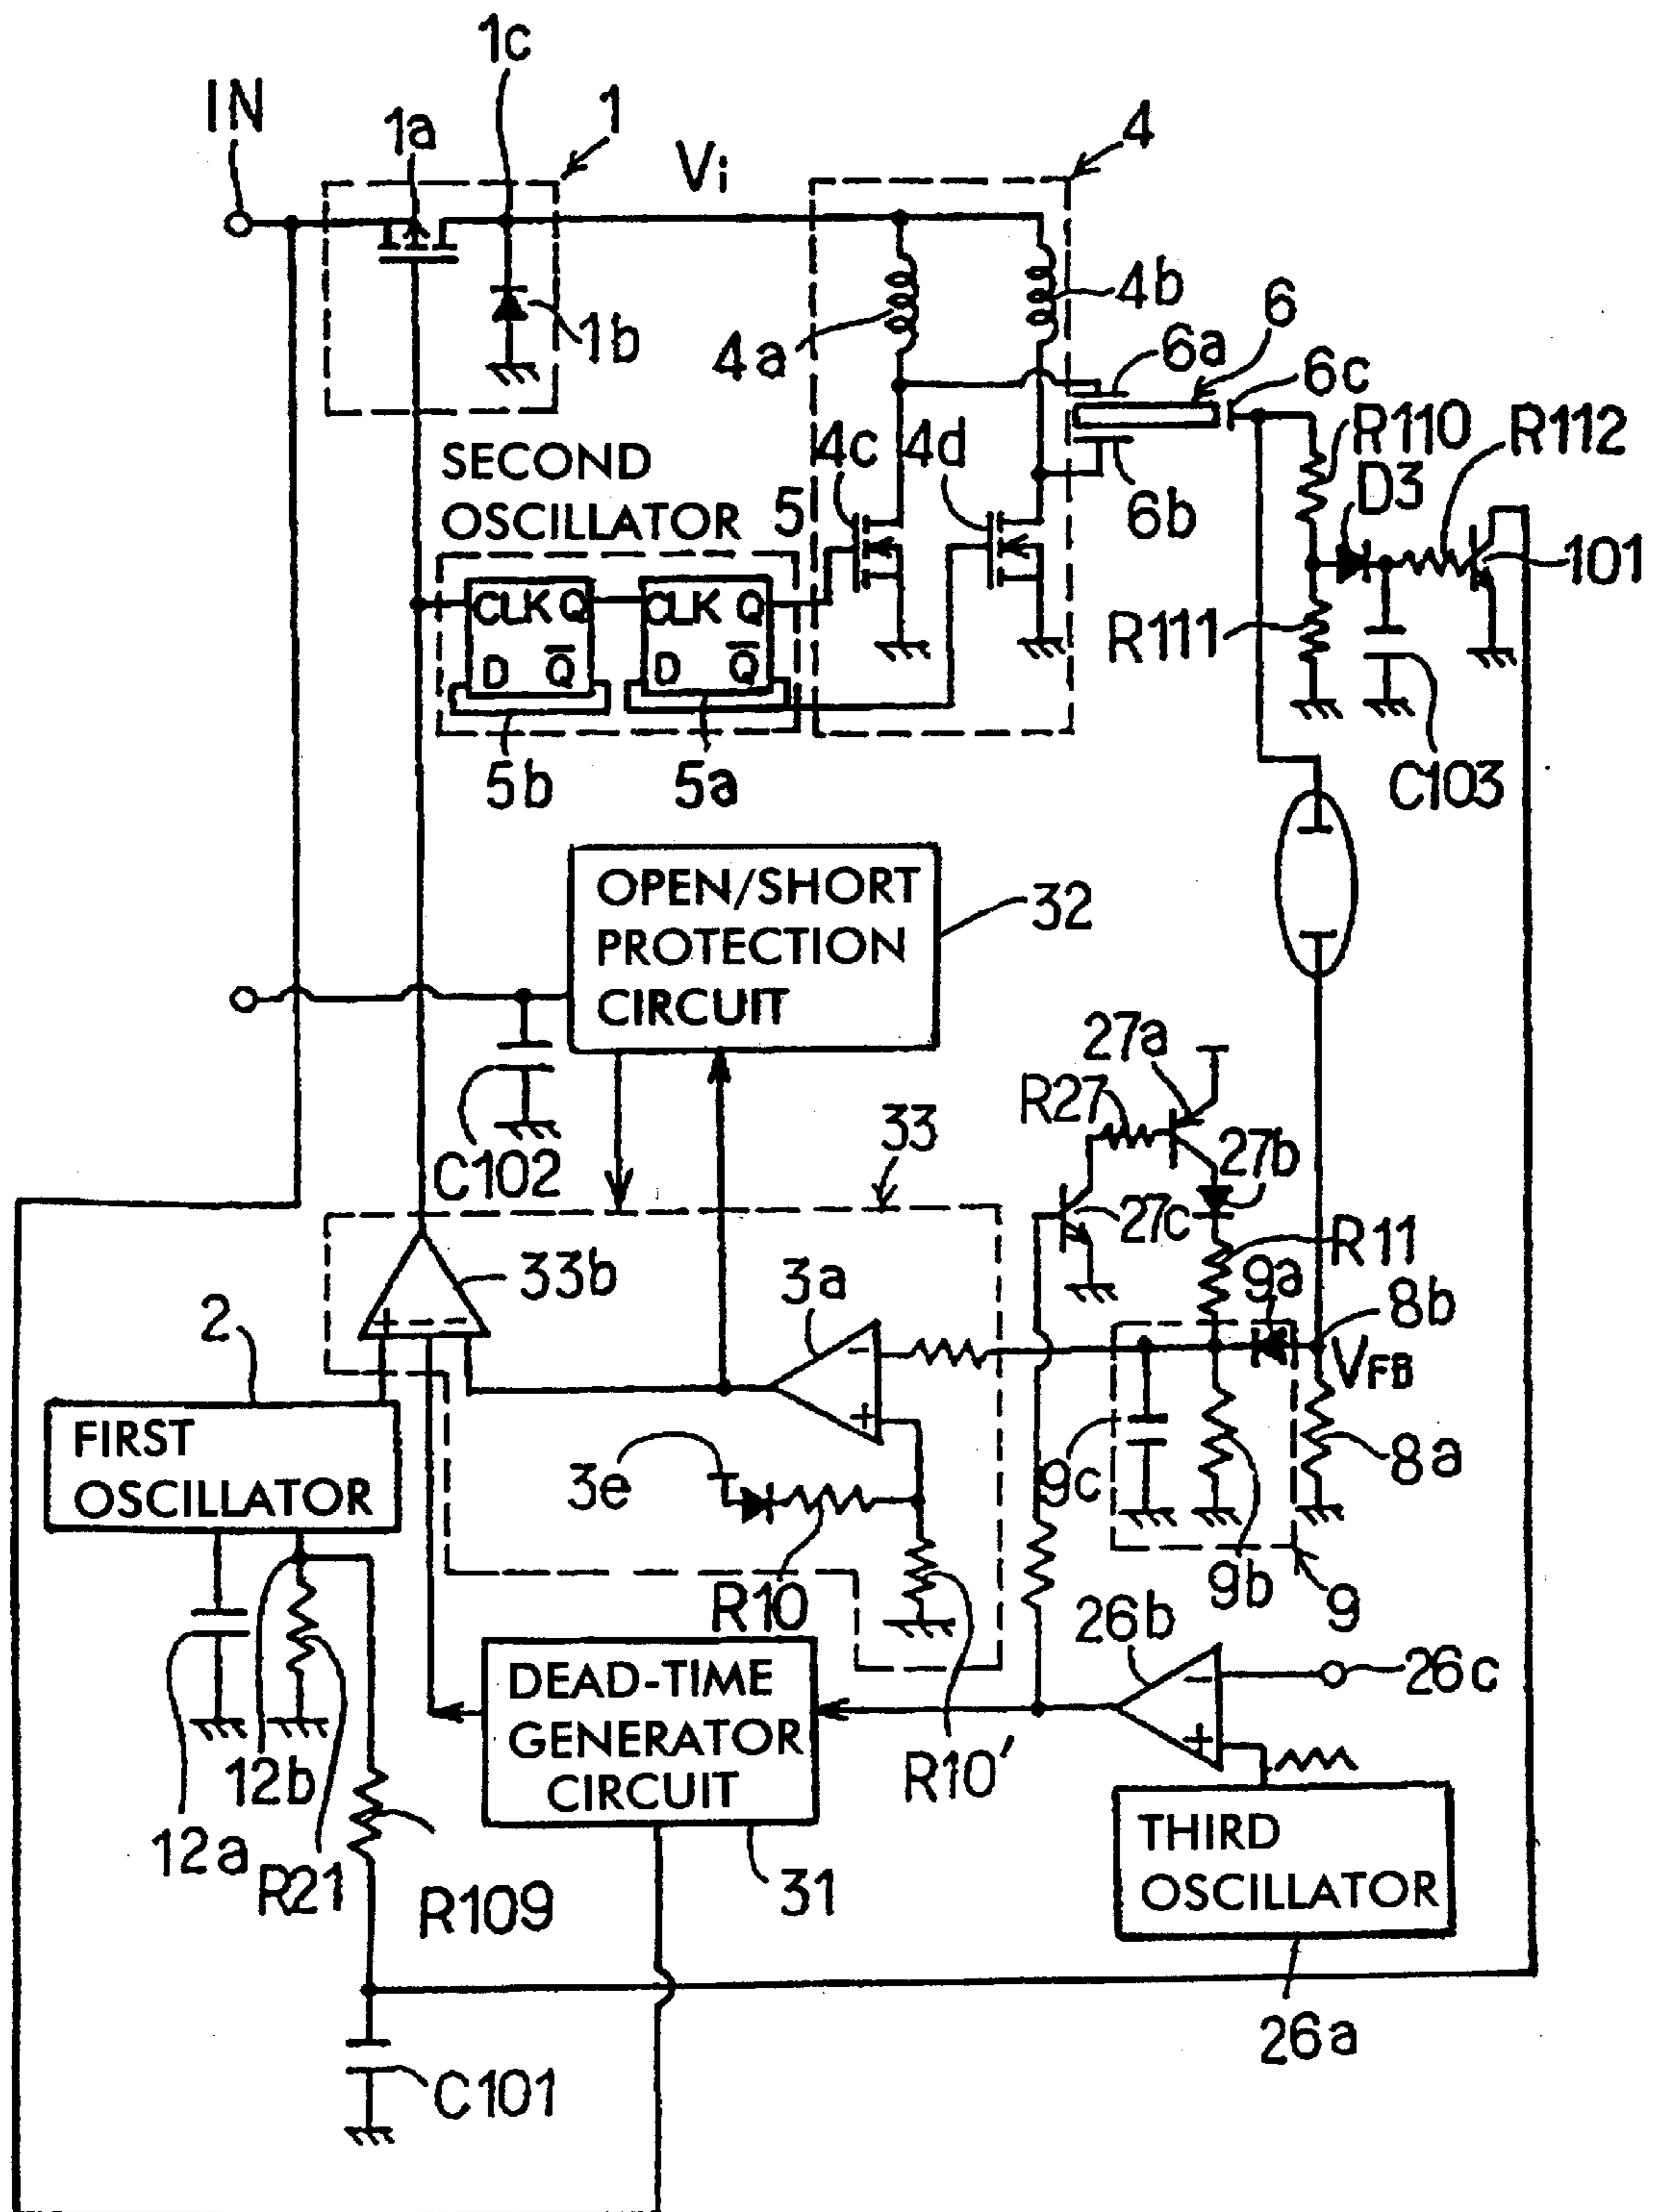 1c
IN
1a
1
Vi
4
1b
4a
4b
6a
6
6c
SECOND
OSCILLATOR
4c
4d
5
6b
R110
R112
D3
101
CLK Q
D Q̅
CLK Q
D Q̅
R111
5b
5a
C103
OPEN/SHORT
PROTECTION
CIRCUIT
32
27a
R27
27b
33
C102
27c
R11
33b
+ - -
3a
-
+
9a
8b
VFB
2
FIRST
OSCILLATOR
3e
9c
8a
R10
9b
9
26b
-
+
26c
DEAD-TIME
GENERATOR
CIRCUIT
R10′
12b
12a
R21
R109
31
THIRD
OSCILLATOR
26a
C101